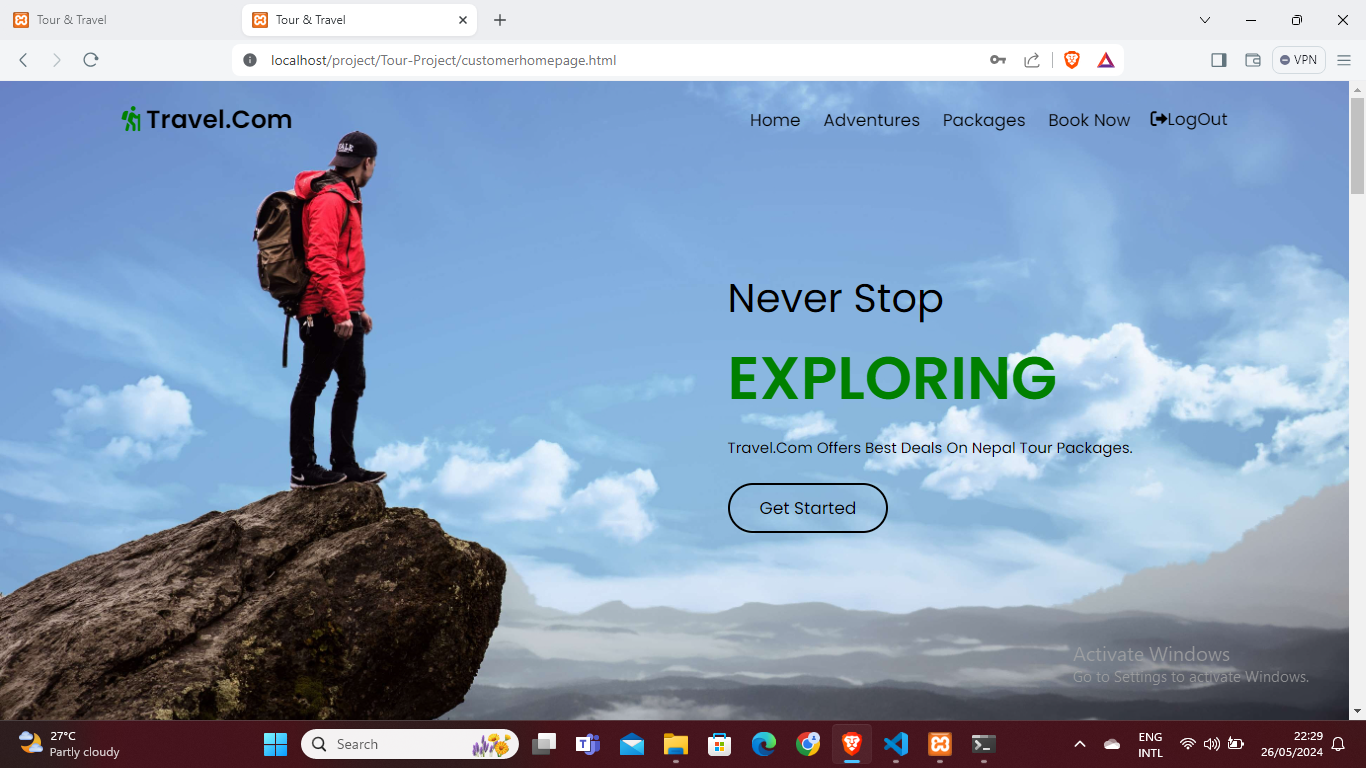 Tour & Travel
Tour & Travel
localhost/project/Tour-Project/customerhomepage.html
VPN
Travel.Com
Home Adventures Packages Book Now LogOut
Never Stop
EXPLORING
Travel.Com Offers Best Deals On Nepal Tour Packages.
Get Started
Activate Windows
Go to Settings to activate Windows.
27°C
Partly cloudy
Search
ENG
INTL
22:29
26/05/2024